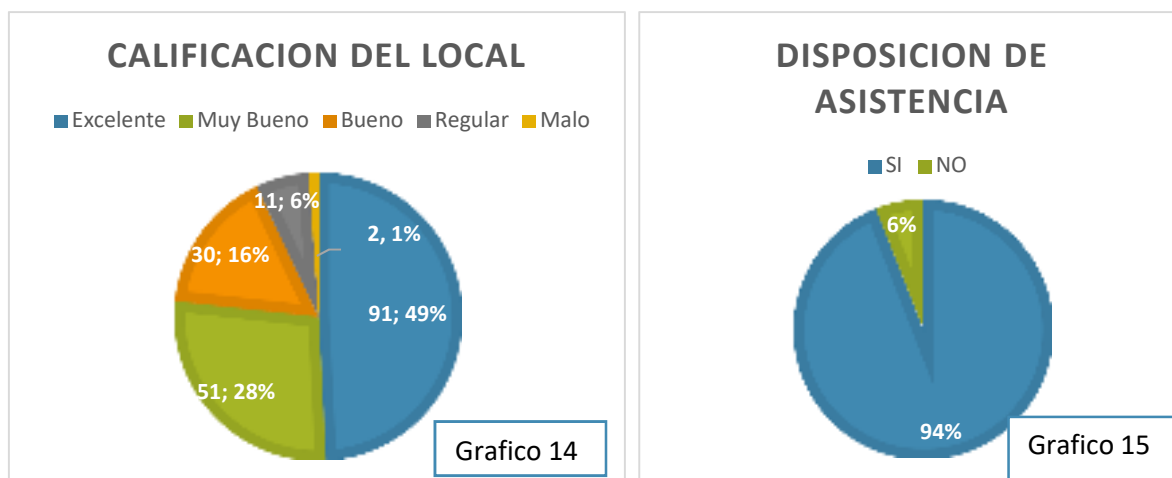 CALIFICACION DEL LOCAL
Excelente Muy Bueno Bueno Regular Malo
11; 6%
2, 1%
30; 16%
91; 49%
51; 28%
Grafico 14
DISPOSICION DE
ASISTENCIA
SI NO
6%
94%
Grafico 15